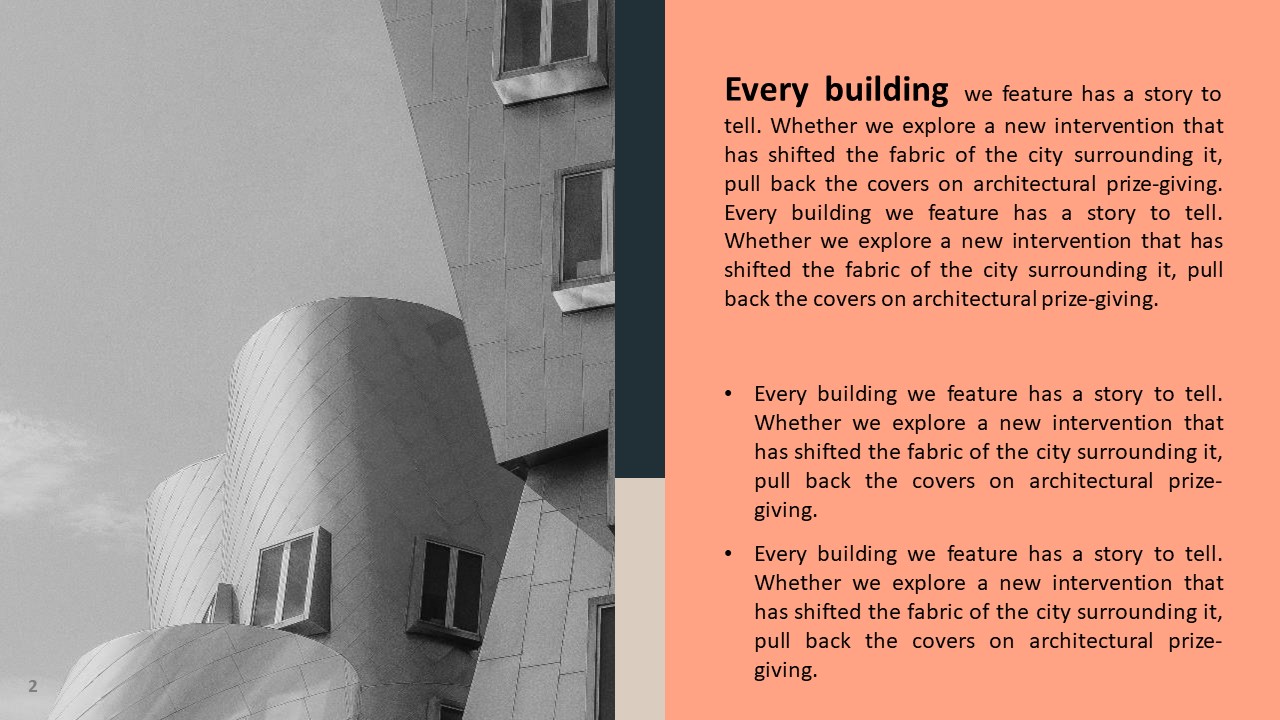 Every building we feature has a story to
tell. Whether we explore a new intervention that
has shifted the fabric of the city surrounding it,
pull back the covers on architectural prize-giving.
Every building we feature has a story to tell.
Whether we explore a new intervention that has
shifted the fabric of the city surrounding it, pull
back the covers on architectural prize-giving.
• Every building we feature has a story to tell.
Whether we explore a new intervention that
has shifted the fabric of the city surrounding it,
pull back the covers on architectural prize-
giving.
• Every building we feature has a story to tell.
Whether we explore a new intervention that
has shifted the fabric of the city surrounding it,
pull back the covers on architectural prize-
giving.
2